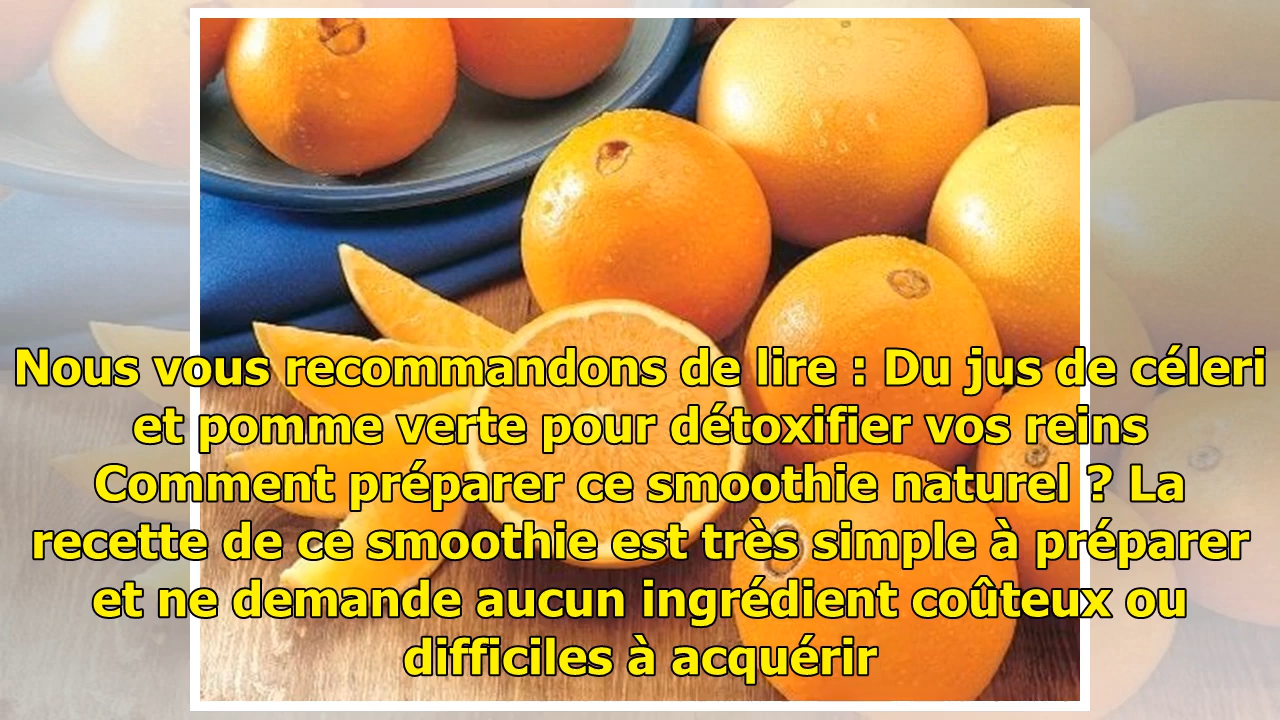 Nous vous recommandons de lire : Du jus de céleri
et pomme verte pour détoxifier vos reins
Comment préparer ce smoothie naturel ? La
recette de ce smoothie est très simple à préparer
et ne demande aucun ingrédient coûteux ou
difficiles à acquérir